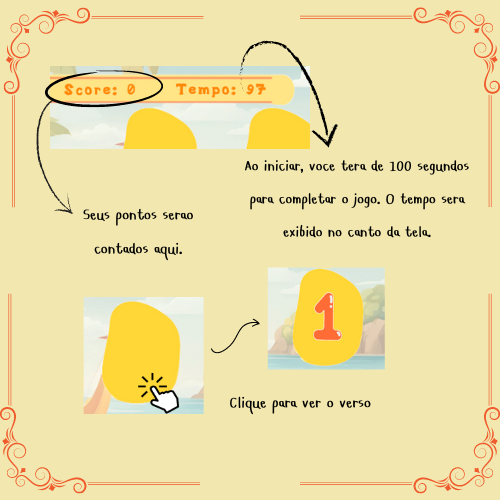 Score: 0 Tempo: 97
Ao iniciar, voce tera de 100 segundos
para completar o jogo. O tempo sera
exibido no canto da tela.
Seus pontos serao
contados aqui.
1
Clique para ver o verso